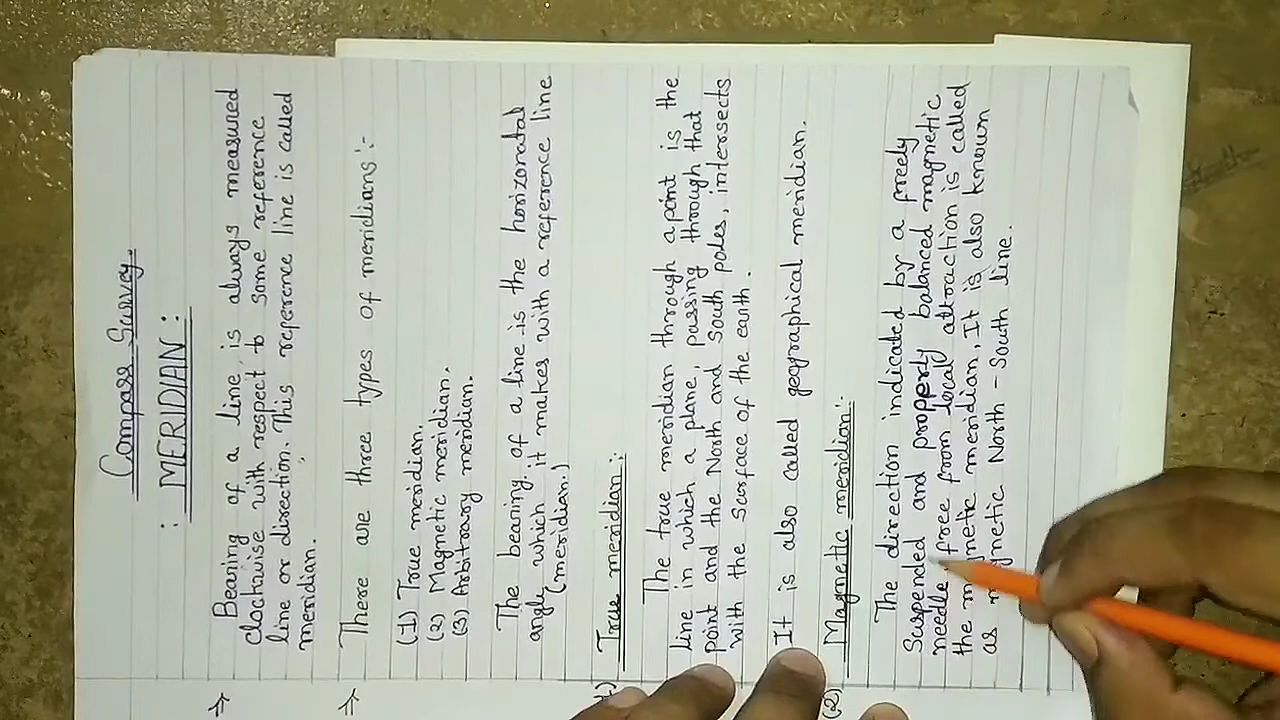 Compass Survey.
: MERIDIAN :
⇒ Bearing of a line, is always measured
clockwise with respect to some reference
line or direction. This reference line is called
meridian.
⇒ There are three types of meridians :-
(1) True meridian.
(2) Magnetic meridian.
(3) Arbitrary meridian.
The bearing of a line is the horizontal
angle which it makes with a reference line
(meridian.)
True meridian :-
The true meridian through a point is the
line in which a plane, passing through that
point and the North and South poles, intersects
with the surface of the earth.
It is also called geographical meridian.
(2) Magnetic meridian :-
The direction indicated by a freely
Suspended and properly balanced magnetic
needle free from local attraction is called
the magnetic meridian, It is also known
as magnetic North - South line.